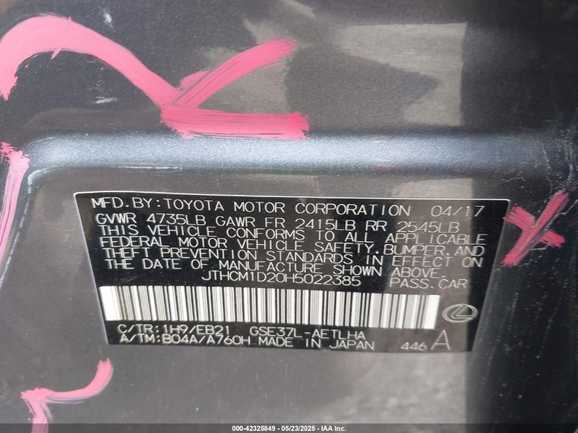 MFD. BY: TOYOTA MOTOR CORPORATION 04/17
GVWR 4735LB GAWR FR 2415LB RR 2545LB
THIS VEHICLE CONFORMS TO ALL APPLICABLE
FEDERAL MOTOR VEHICLE SAFETY, BUMPER, AND
THEFT PREVENTION STANDARDS IN EFFECT ON
THE DATE OF MANUFACTURE SHOWN ABOVE.
JTHCM1D20H5022385 PASS. CAR
C/TR: 1H9/EB21 GSE37L-AETLHA
A/TM: B04A/A760H MADE IN JAPAN 446 A
000-42325849 - 05/23/2025 - IAA Inc.